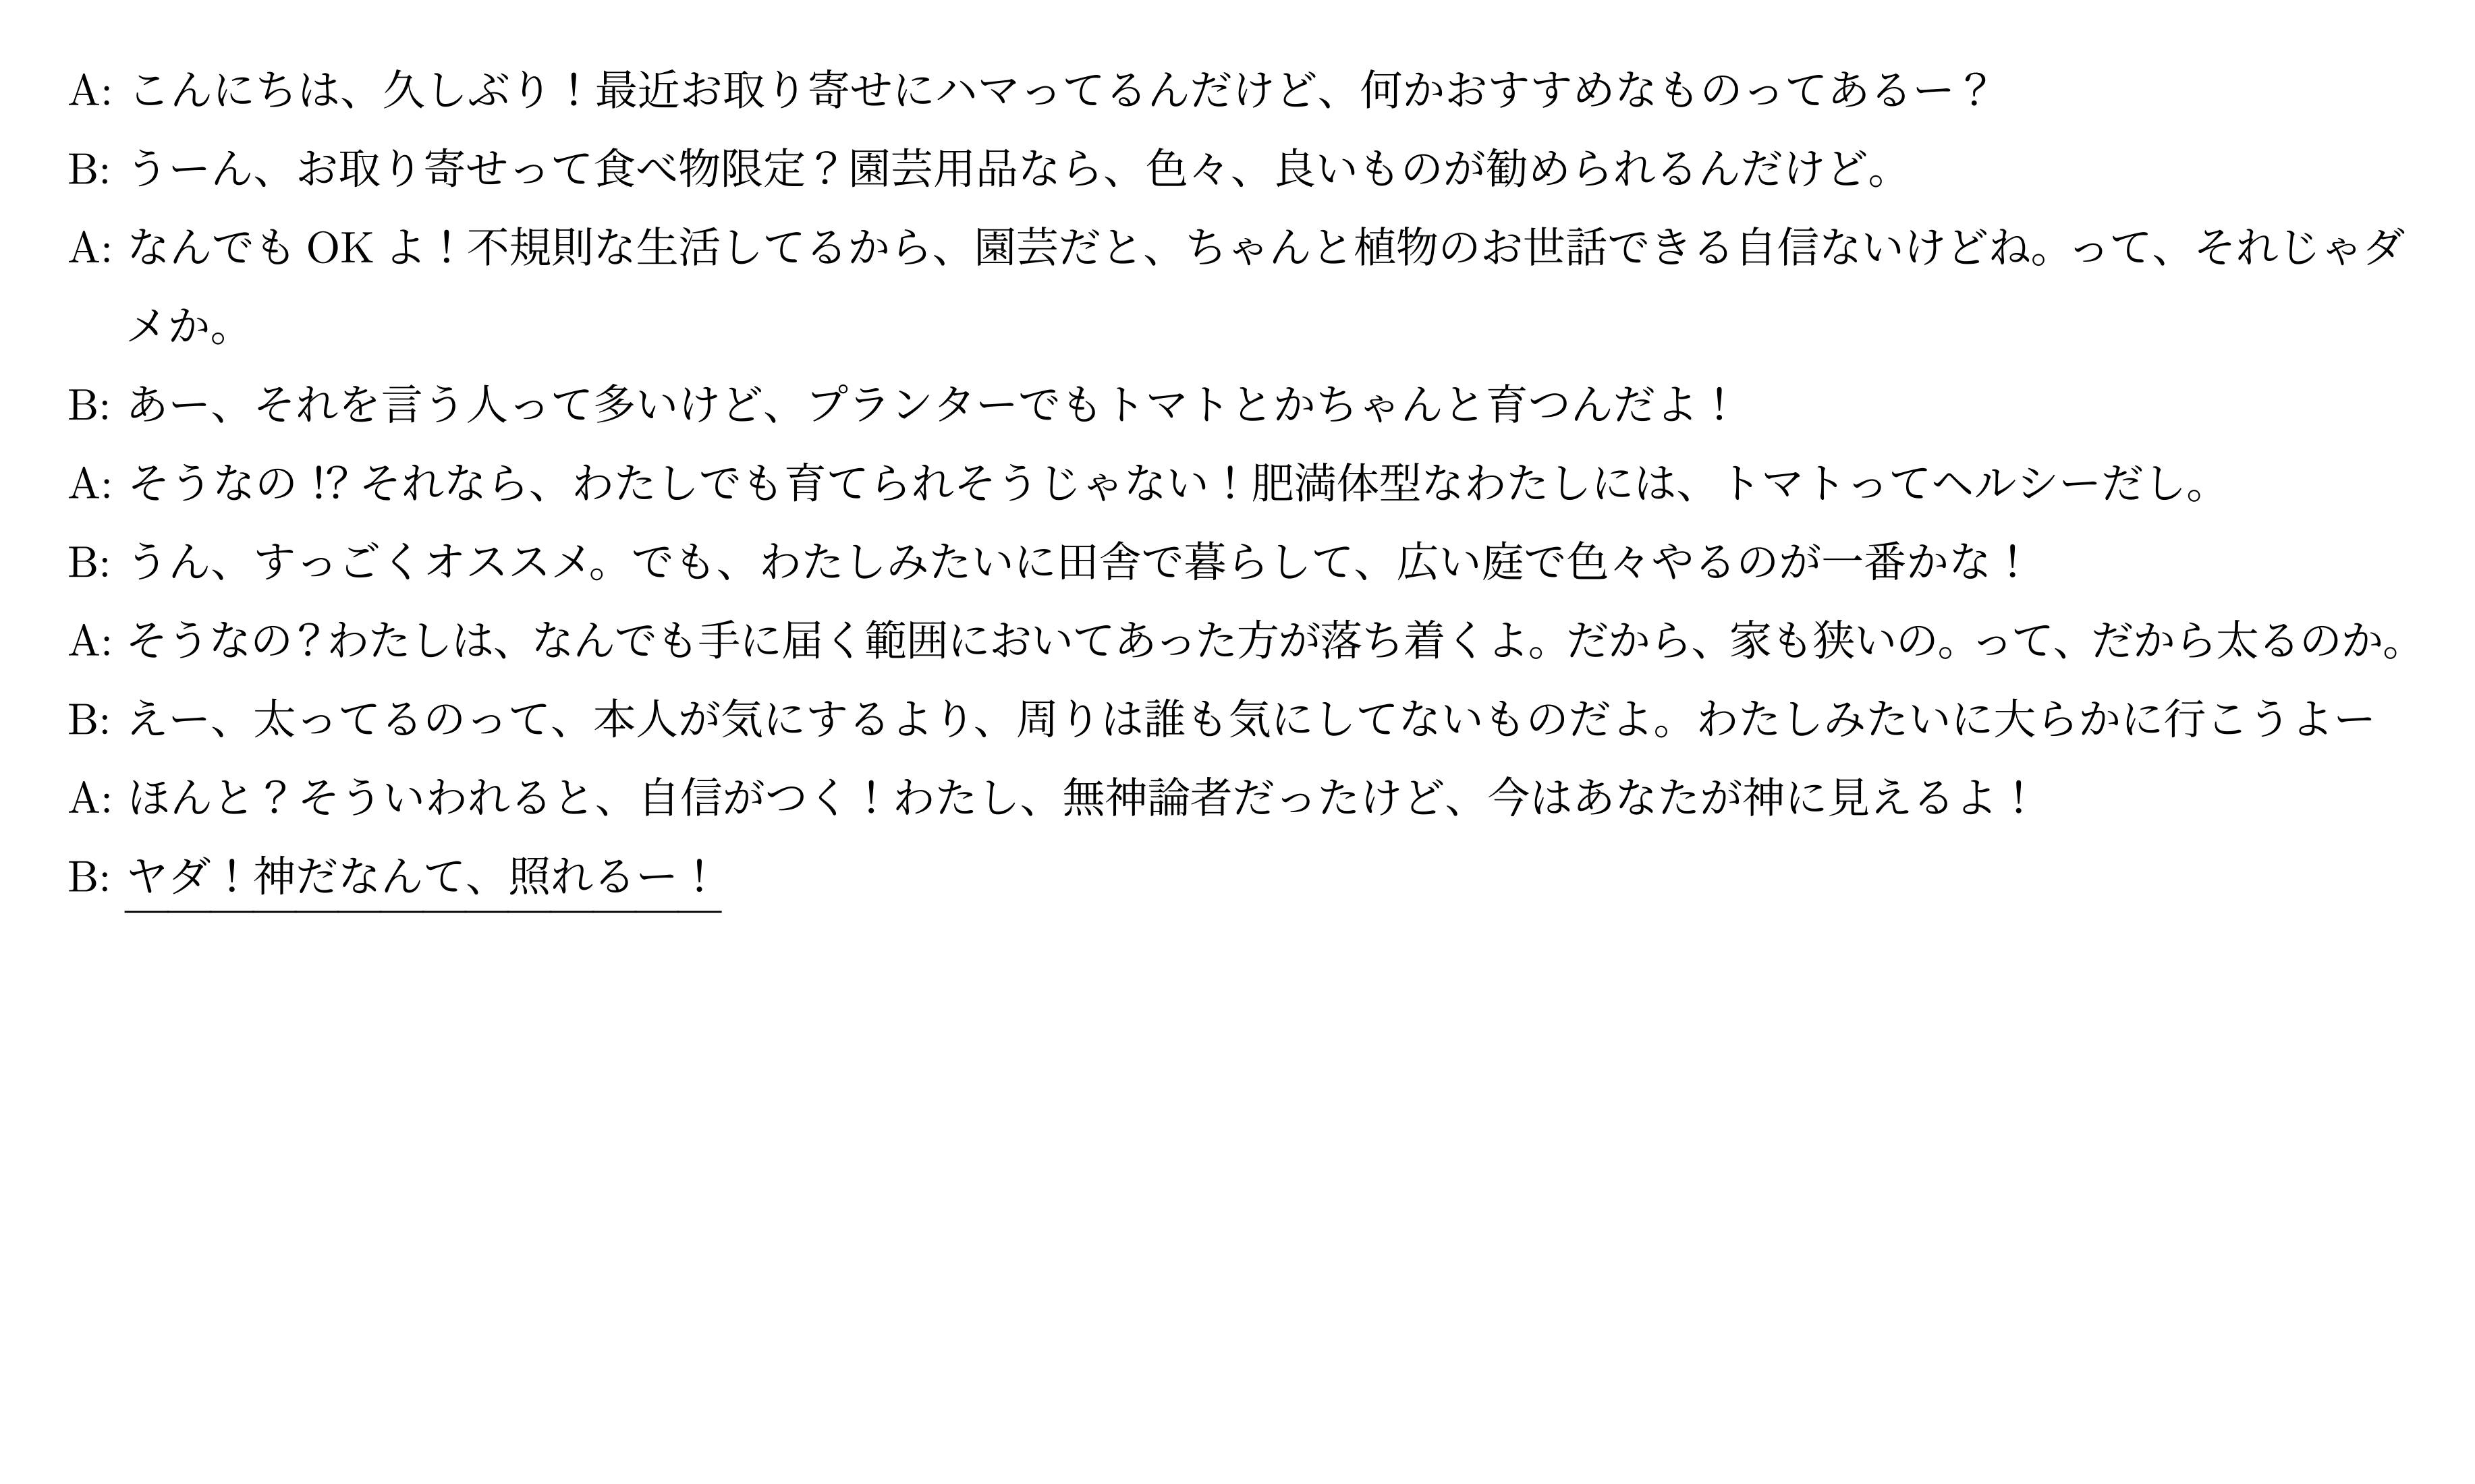 A: こんにちは、久しぶり！最近お取り寄せにハマってるんだけど、何かおすすめなものってあるー？
B: うーん、お取り寄せって食べ物限定？園芸用品なら、色々、良いものが勧められるんだけど。
A: なんでも OK よ！不規則な生活してるから、園芸だと、ちゃんと植物のお世話できる自信ないけどね。って、それじゃダ
メか。
B: あー、それを言う人って多いけど、プランターでもトマトとかちゃんと育つんだよ！
A: そうなの !? それなら、わたしでも育てられそうじゃない！肥満体型なわたしには、トマトってヘルシーだし。
B: うん、すっごくオススメ。でも、わたしみたいに田舎で暮らして、広い庭で色々やるのが一番かな！
A: そうなの？わたしは、なんでも手に届く範囲においてあった方が落ち着くよ。だから、家も狭いの。って、だから太るのか。
B: えー、太ってるのって、本人が気にするより、周りは誰も気にしてないものだよ。わたしみたいに大らかに行こうよー
A: ほんと？そういわれると、自信がつく！わたし、無神論者だったけど、今はあなたが神に見えるよ！
B: ヤダ！神だなんて、照れるー！